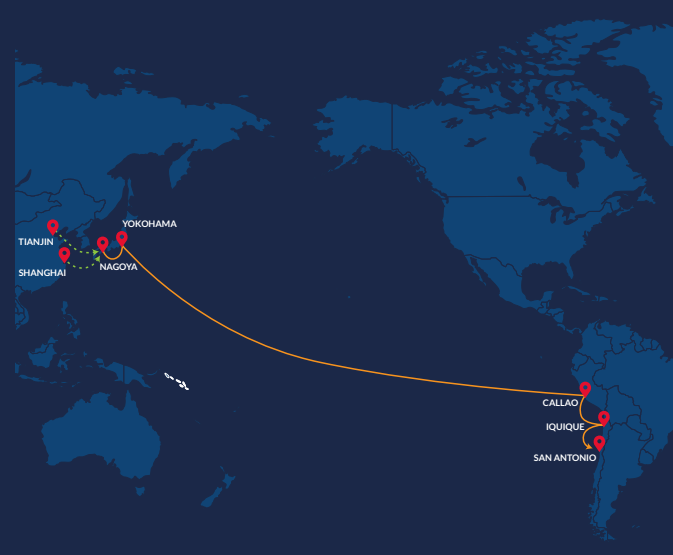 YOKOHAMA
TIANJIN
NAGOYA
SHANGHAI
CALLAO
IQUIQUE
SAN ANTONIO